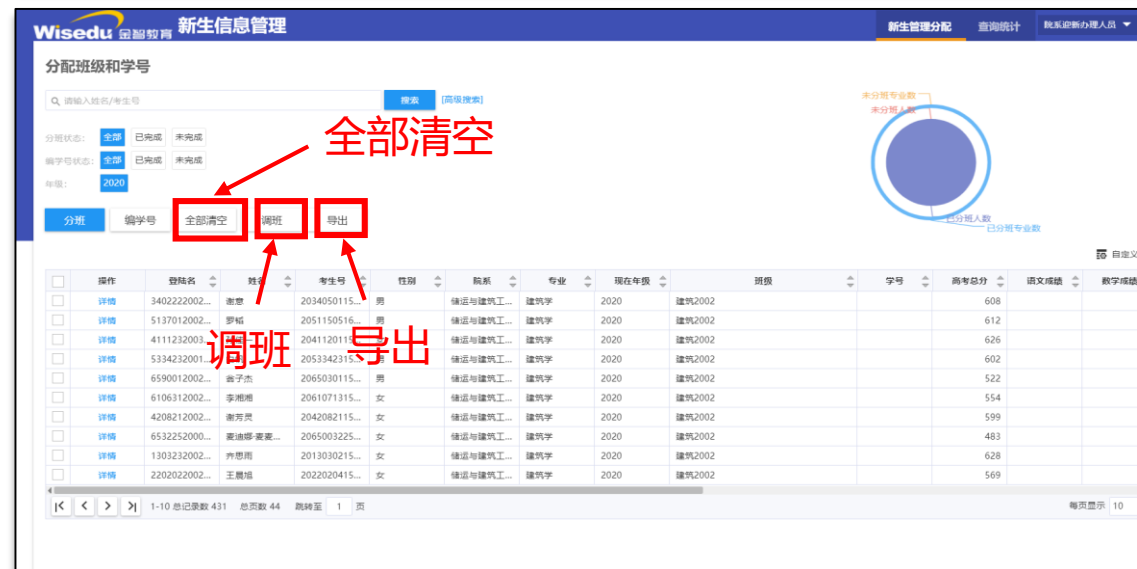 Wisedu 金智教育 新生信息管理 新生管理分配 查询统计 院系迎新办理人员
分配班级和学号
请输入姓名/考生号 搜索 [高级搜索]
未分班专业数
未分班人数
全部清空
分班状态: 全部 已完成 未完成
编学号状态: 全部 已完成 未完成
年级: 2020
分班 编学号 全部清空 调班 导出
已分班人数
已分班专业数
自定义
操作 登陆名 姓名 考生号 性别 院系 专业 现在年级 班级 学号 高考总分 语文成绩 数学成绩
详情 3402222002... 谢意 2034050115... 男 储运与建筑工... 建筑学 2020 建筑2002 608
详情 5137012002... 罗韬 2051150516... 男 储运与建筑工... 建筑学 2020 建筑2002 612
详情 4111232003... 2041120115... 储运与建筑工... 建筑学 2020 建筑2002 626
详情 5334232001... 2053342315... 储运与建筑工... 建筑学 2020 建筑2002 602
调班 导出
详情 6590012002... 翁子杰 2065030115... 男 储运与建筑工... 建筑学 2020 建筑2002 522
详情 6106312002... 李湘湘 2061071315... 女 储运与建筑工... 建筑学 2020 建筑2002 554
详情 4208212002... 谢芳灵 2042082115... 女 储运与建筑工... 建筑学 2020 建筑2002 599
详情 6532252000... 麦迪娜·麦麦... 2065003225... 女 储运与建筑工... 建筑学 2020 建筑2002 483
详情 1303232002... 齐思雨 2013030215... 女 储运与建筑工... 建筑学 2020 建筑2002 628
详情 2202022002... 王晨旭 2022020415... 女 储运与建筑工... 建筑学 2020 建筑2002 569
1-10 总记录数 431 总页数 44 跳转至 1 页 每页显示 10